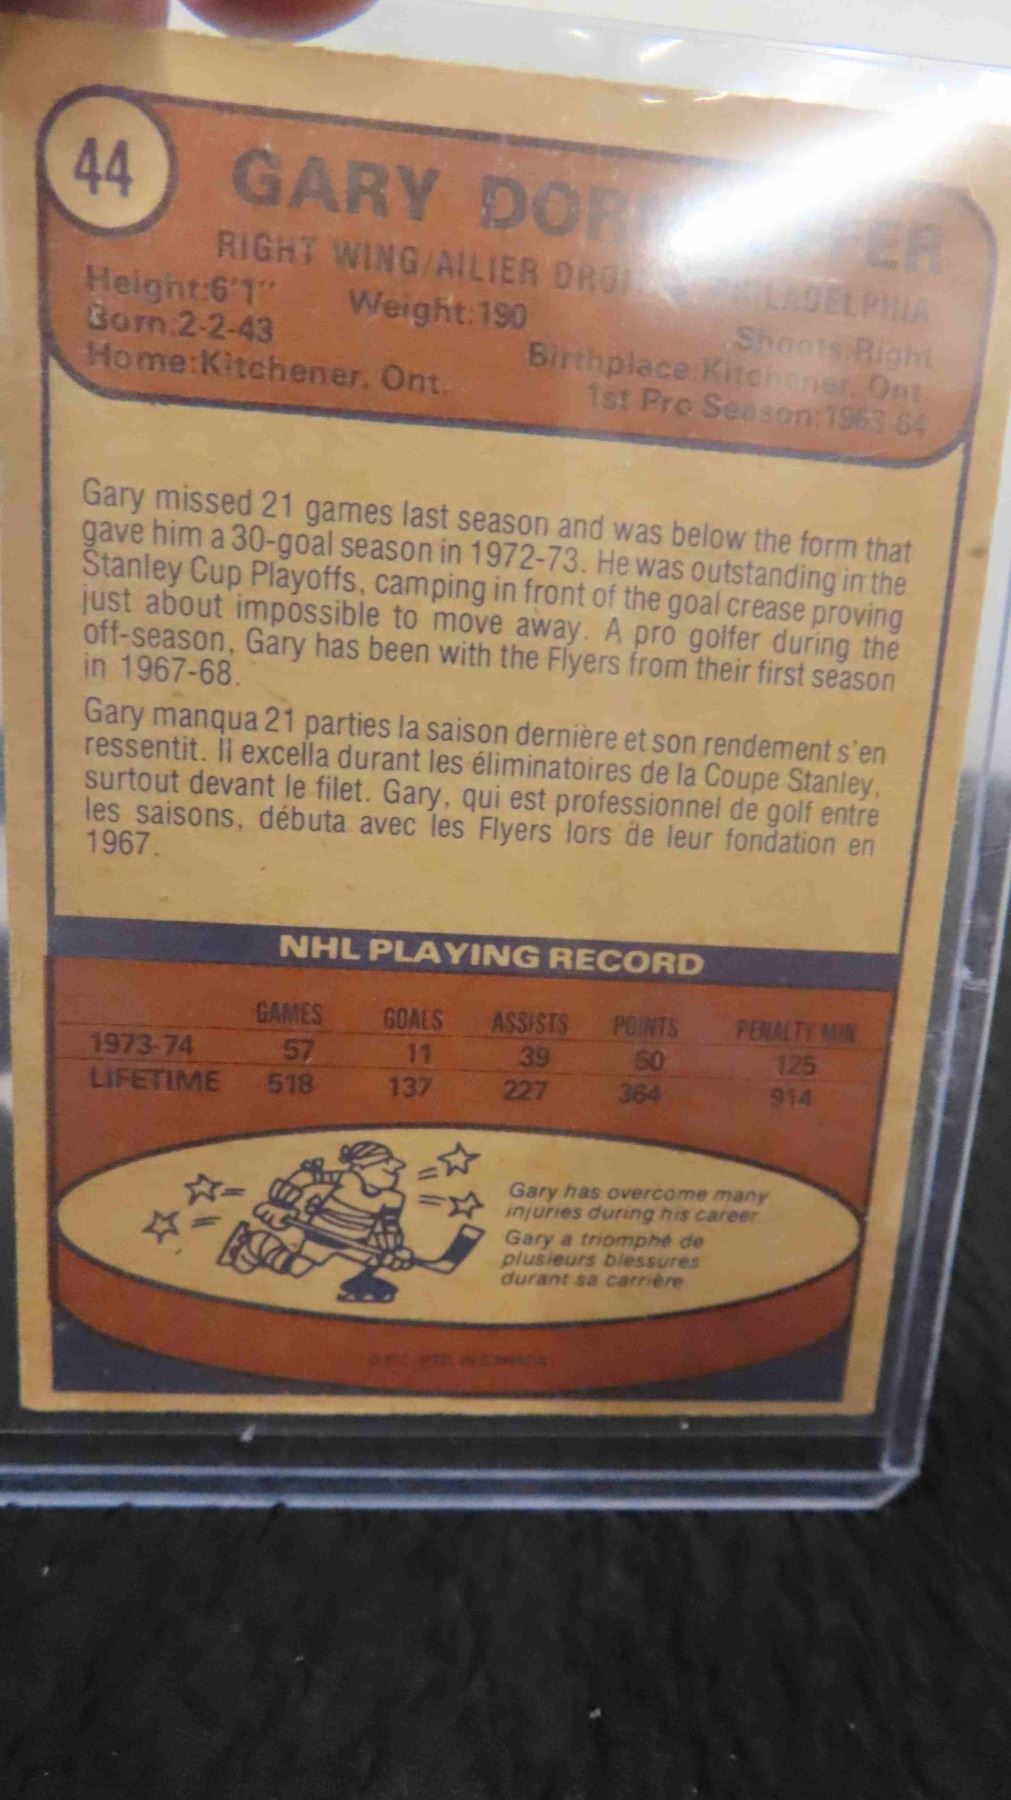 44
GARY
RIGHT WING/AILIER DROIT PHILADELPHIA
Height:6'1" Weight:190 Shoots:Right
Born:2-2-43 Birthplace:Kitchener, Ont.
Home:Kitchener, Ont. 1st Pro Season:1963-64
Gary missed 21 games last season and was below the form that
gave him a 30-goal season in 1972-73. He was outstanding in the
Stanley Cup Playoffs, camping in front of the goal crease proving
just about impossible to move away. A pro golfer during the
off-season, Gary has been with the Flyers from their first season
in 1967-68.
Gary manqua 21 parties la saison dernière et son rendement s'en
ressentit. Il excella durant les éliminatoires de la Coupe Stanley,
surtout devant le filet. Gary, qui est professionnel de golf entre
les saisons, débuta avec les Flyers lors de leur fondation en
1967.
NHL PLAYING RECORD
GAMES GOALS ASSISTS POINTS PENALTY MIN
1973-74 57 11 39 50 125
LIFETIME 518 137 227 364 914
Gary has overcome many
injuries during his career
Gary a triomphé de
plusieurs blessures
durant sa carrière